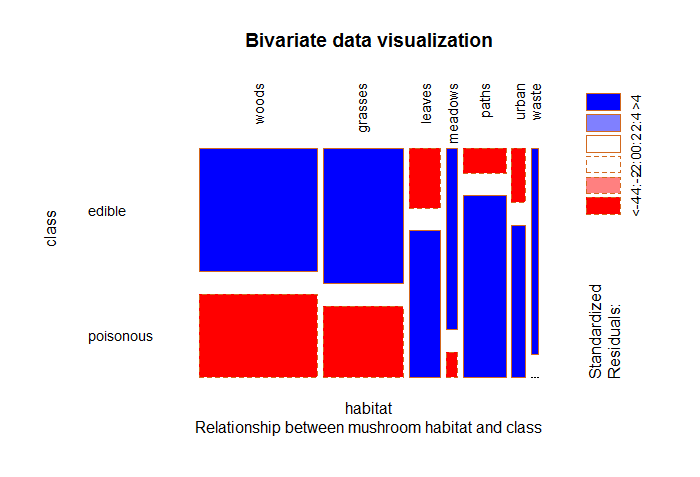 Bivariate data visualization
woods
grasses
leaves
meadows
paths
urban
waste
class
edible
poisonous
habitat
Relationship between mushroom habitat and class
Standardized
Residuals:
>4
2:4
0:2
-2:0
-4:-2
<-4